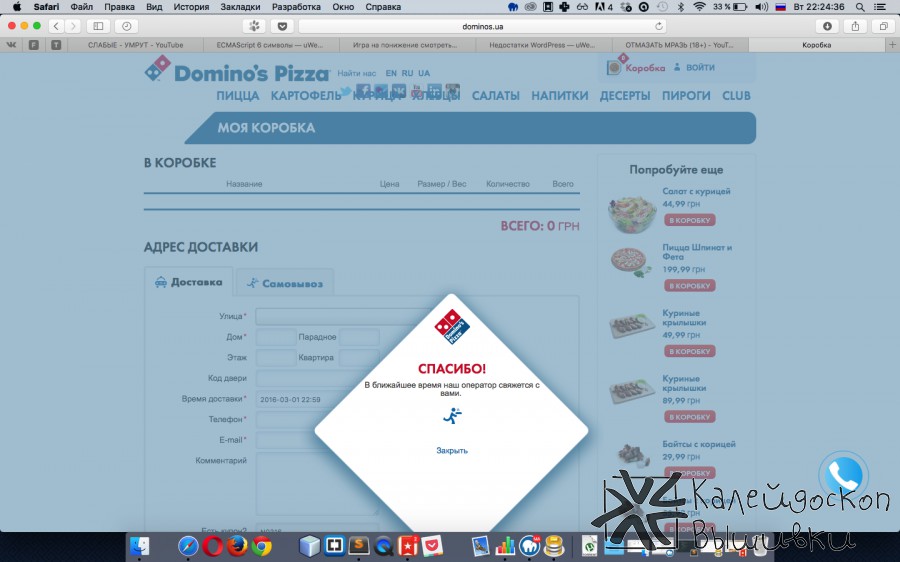 Safari Файл Правка Вид История Закладки Разработка Окно Справка 4 33 % Вт 22:24:36
dominos.ua
СЛАБЫЕ - УМРУТ - YouTube ECMAScript 6 символы — uWe... Игра на понижение смотреть... Недостатки WordPress — uWe... ОТМАЗАТЬ МРАЗЬ (16+) - YouT... Коробка
Domino's Pizza Найти нас EN RU UA Коробка ВОЙТИ
ПИЦЦА КАРТОФЕЛЬ КУРИЦА ХЛЕБЦЫ САЛАТЫ НАПИТКИ ДЕСЕРТЫ ПИРОГИ CLUB
МОЯ КОРОБКА
В КОРОБКЕ
Название Цена Размер / Вес Количество Всего
ВСЕГО: 0 ГРН
АДРЕС ДОСТАВКИ
Доставка Самовывоз
Улица*
Дом* Парадное
Этаж Квартира
Код двери
Время доставки* 2016-03-01 22:59
Телефон*
E-mail*
Комментарий
Есть купон?
Domino's Pizza
СПАСИБО!
В ближайшее время наш оператор свяжется с
вами.
Закрыть
Попробуйте еще
Салат с курицей
44,99 грн
В КОРОБКУ
Пицца Шпинат и
Фета
199,99 грн
В КОРОБКУ
Куриные
крылышки
49,99 грн
В КОРОБКУ
Куриные
крылышки
89,99 грн
В КОРОБКУ
Байтсы с корицей
29,99 грн
В КОРОБКУ
Калейдоскоп
Вышивки